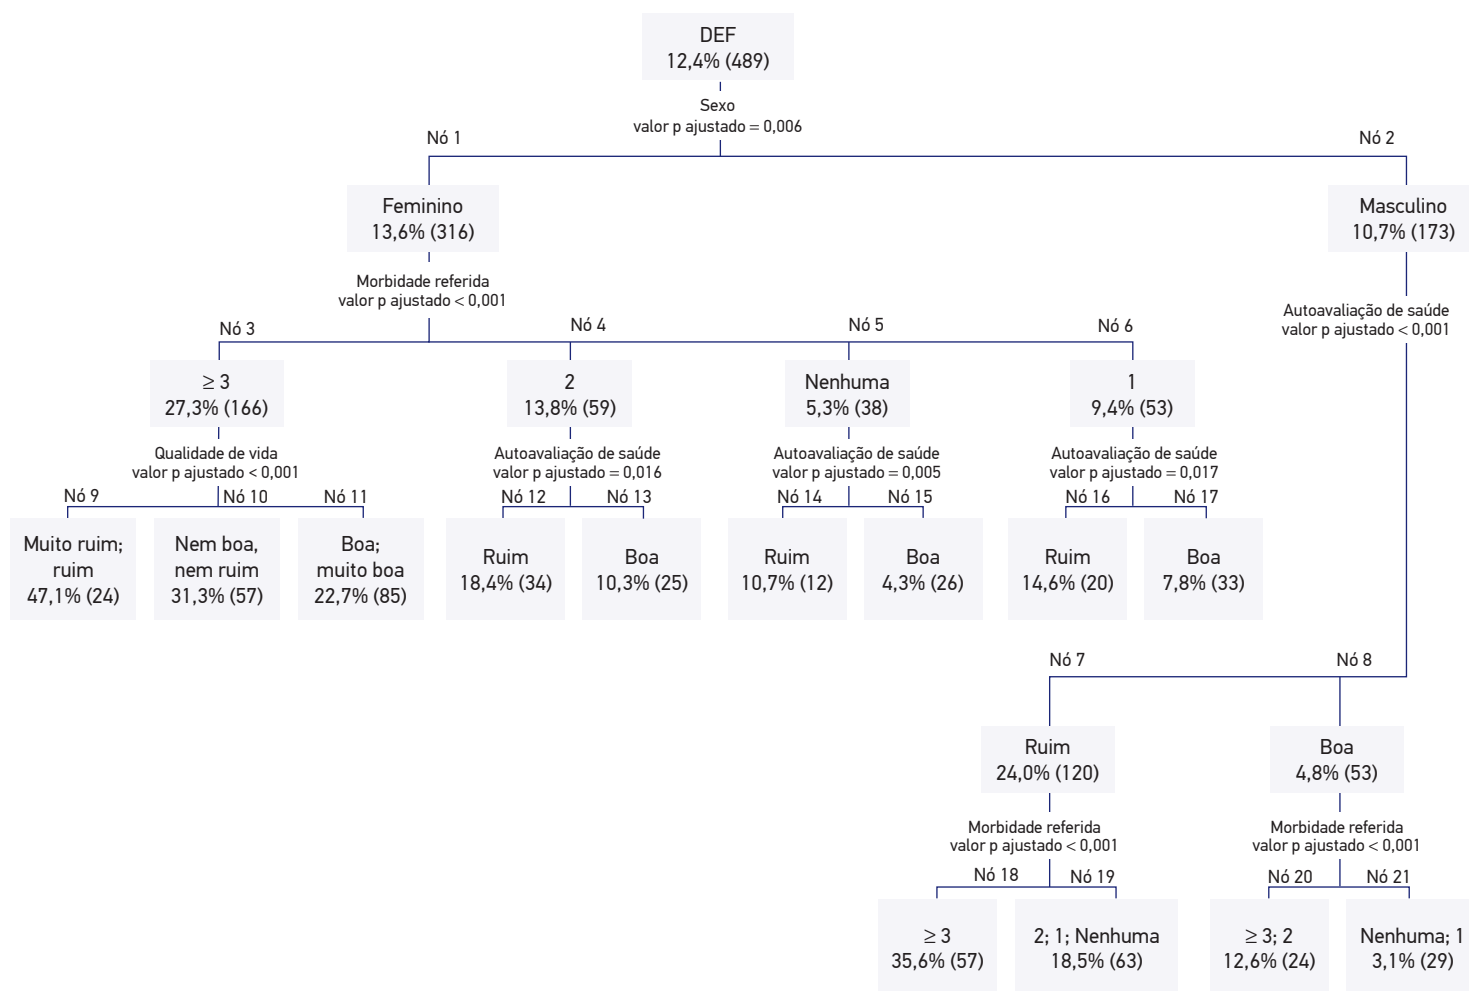 DEF
12,4% (489)
Sexo
valor p ajustado = 0,006
Nó 1
Nó 2
Feminino
13,6% (316)
Masculino
10,7% (173)
Morbidade referida
valor p ajustado < 0,001
Autoavaliação de saúde
valor p ajustado < 0,001
Nó 3
Nó 4
Nó 5
Nó 6
≥ 3
27,3% (166)
2
13,8% (59)
Nenhuma
5,3% (38)
1
9,4% (53)
Qualidade de vida
valor p ajustado < 0,001
Autoavaliação de saúde
valor p ajustado = 0,016
Autoavaliação de saúde
valor p ajustado = 0,005
Autoavaliação de saúde
valor p ajustado = 0,017
Nó 9
Nó 10
Nó 11
Nó 12
Nó 13
Nó 14
Nó 15
Nó 16
Nó 17
Muito ruim;
ruim
47,1% (24)
Nem boa,
nem ruim
31,3% (57)
Boa;
muito boa
22,7% (85)
Ruim
18,4% (34)
Boa
10,3% (25)
Ruim
10,7% (12)
Boa
4,3% (26)
Ruim
14,6% (20)
Boa
7,8% (33)
Nó 7
Nó 8
Ruim
24,0% (120)
Boa
4,8% (53)
Morbidade referida
valor p ajustado < 0,001
Morbidade referida
valor p ajustado < 0,001
Nó 18
Nó 19
Nó 20
Nó 21
≥ 3
35,6% (57)
2; 1; Nenhuma
18,5% (63)
≥ 3; 2
12,6% (24)
Nenhuma; 1
3,1% (29)